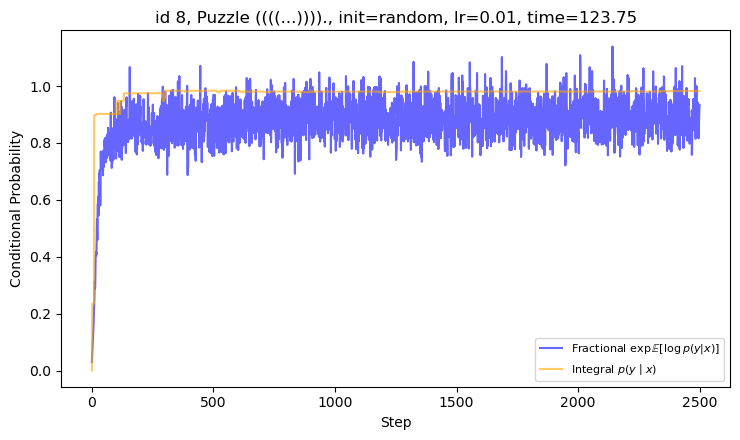 id 8, Puzzle ((((...))))., init=random, lr=0.01, time=123.75
Conditional Probability
1.0
0.8
0.6
0.4
0.2
0.0
0
500
1000
1500
2000
2500
Step
Fractional exp𝔼[log p(y|x)]
Integral p(y | x)